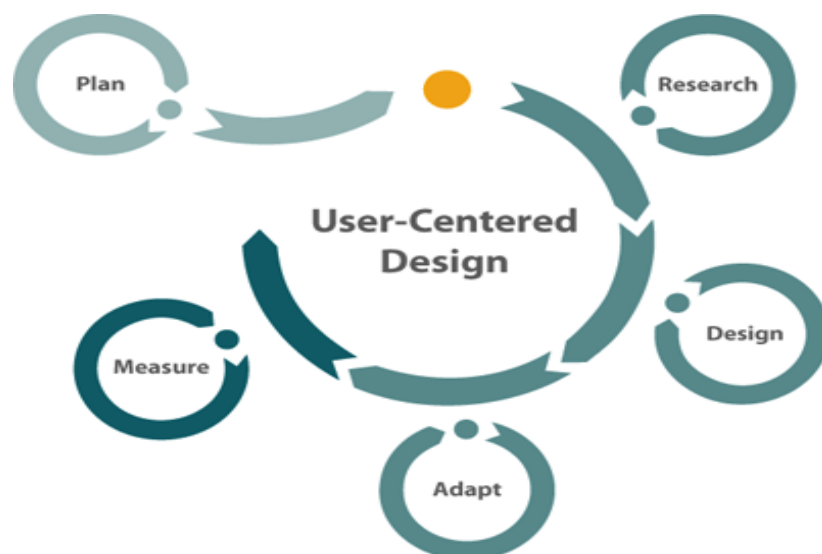 Plan
Research
User-Centered
Design
Design
Measure
Adapt